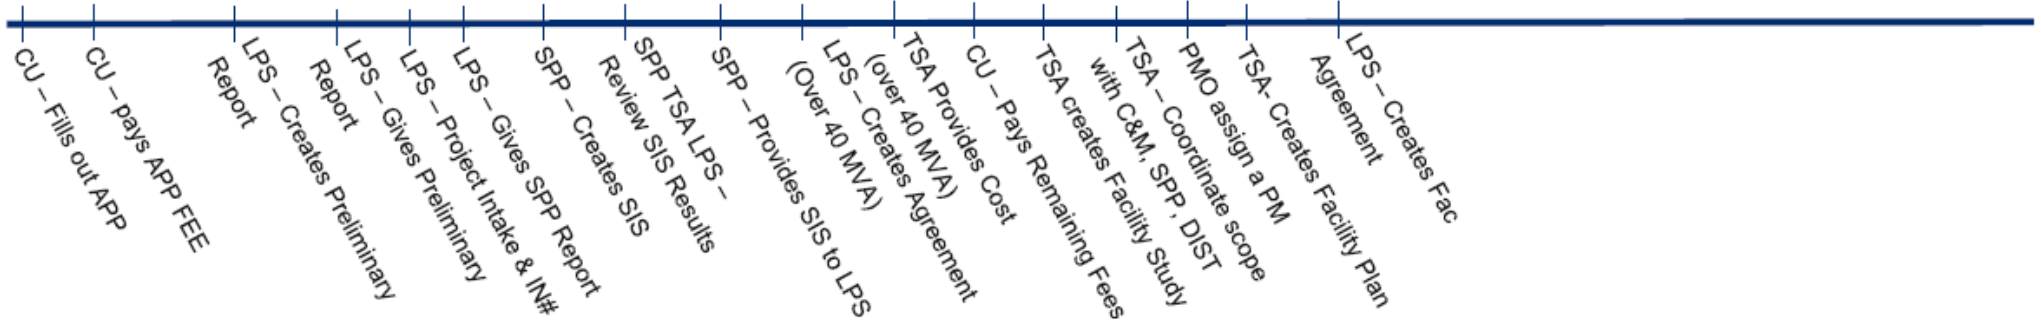 CU – Fills out APP
CU – pays APP FEE
LPS – Creates Preliminary
Report
LPS – Gives Preliminary
Report
LPS – Project Intake & IN#
LPS – Gives SPP Report
SPP – Creates SIS
SPP TSA LPS –
Review SIS Results
SPP – Provides SIS to LPS
LPS – Creates Agreement
(Over 40 MVA)
TSA Provides Cost
(over 40 MVA)
CU – Pays Remaining Fees
TSA creates Facility Study
TSA – Coordinate scope
with C&M, SPP, DIST
PMO assign a PM
TSA- Creates Facility Plan
LPS – Creates Fac
Agreement